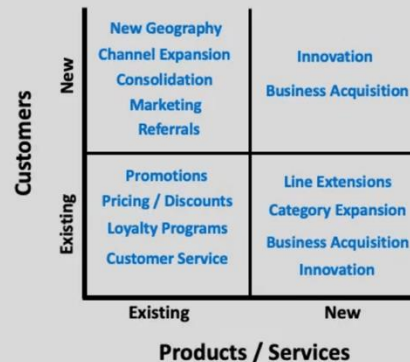 New Geography
Channel Expansion
Consolidation
Marketing
Referrals
Innovation
Business Acquisition
Customers
New
Existing
Promotions
Pricing / Discounts
Loyalty Programs
Customer Service
Line Extensions
Category Expansion
Business Acquisition
Innovation
Existing
New
Products / Services